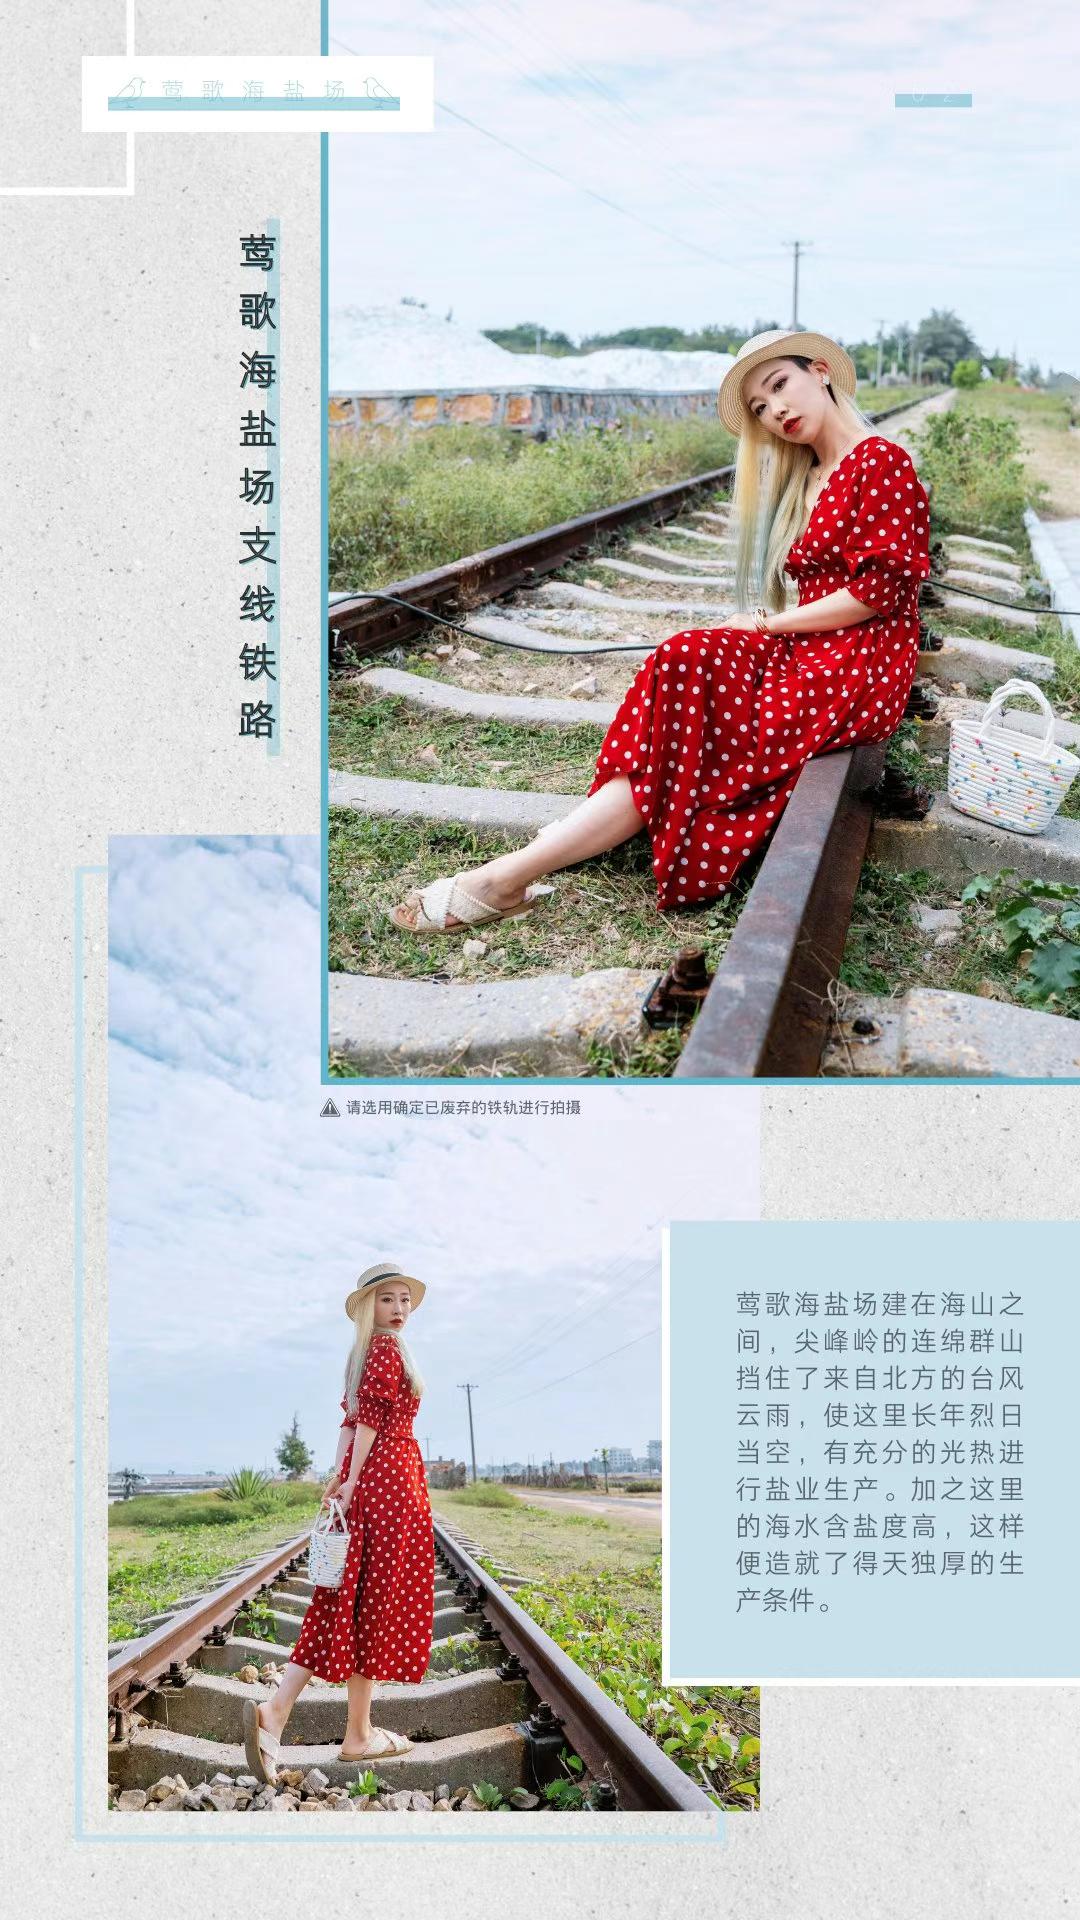 莺歌海盐场
02
莺歌海盐场支线铁路
请选用确定已废弃的铁轨进行拍摄
莺歌海盐场建在海山之
间，尖峰岭的连绵群山
挡住了来自北方的台风
云雨，使这里长年烈日
当空，有充分的光热进
行盐业生产。加之这里
的海水含盐度高，这样
便造就了得天独厚的生
产条件。